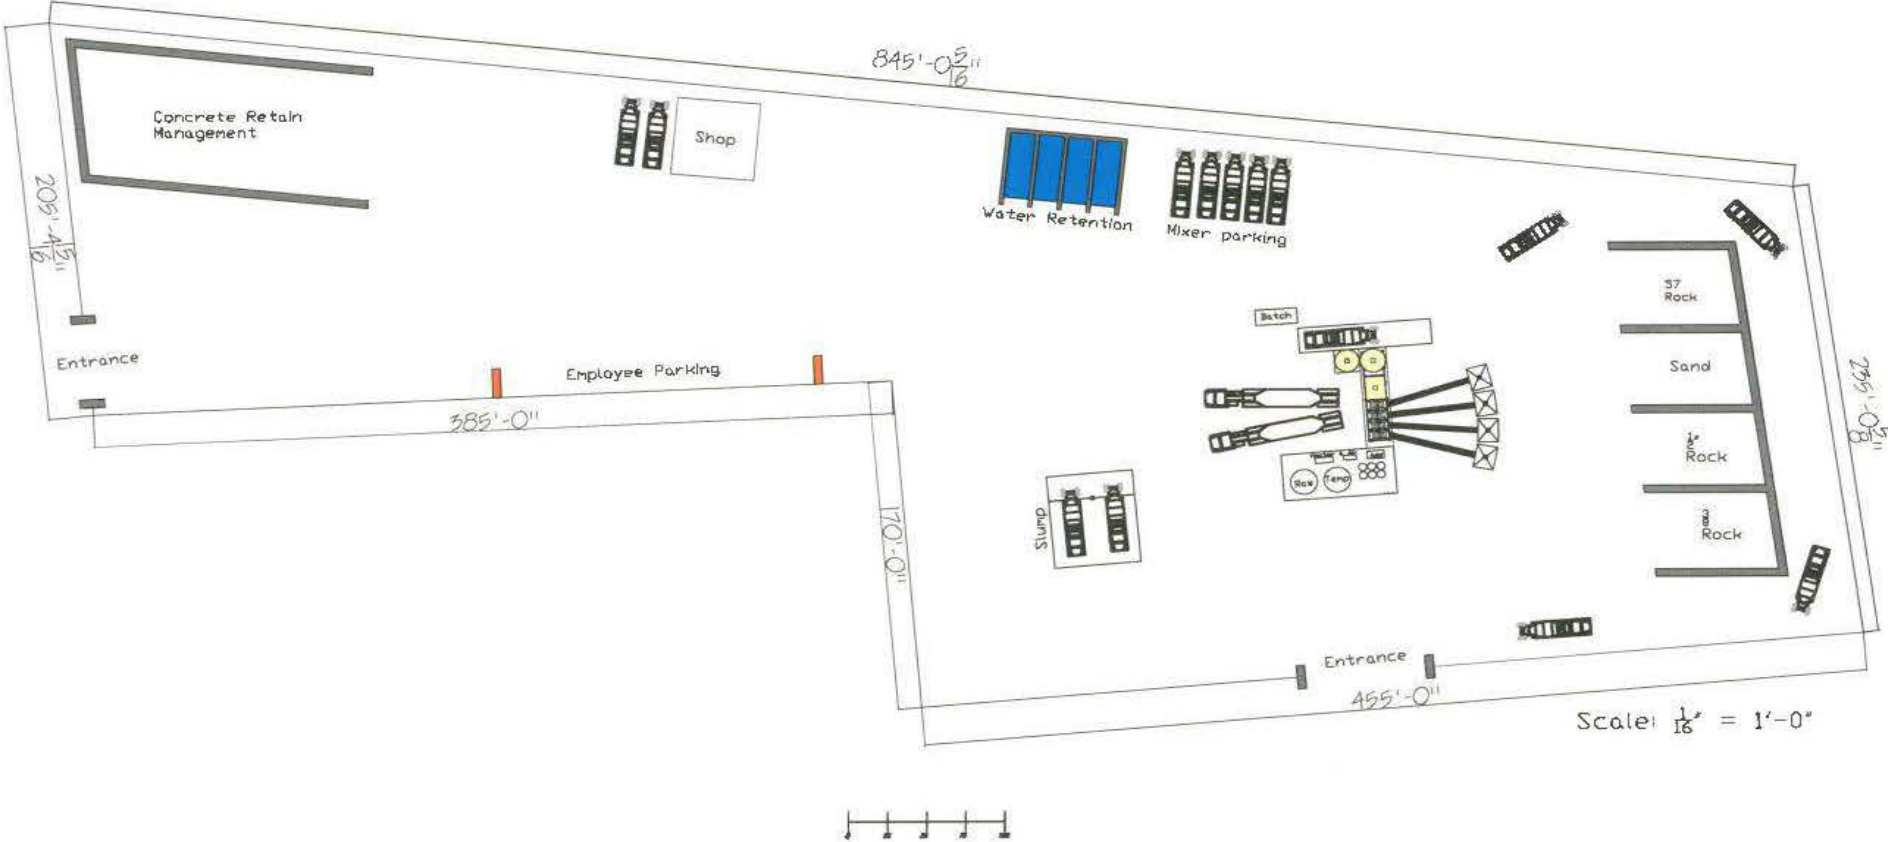 845'-0 5/16"
Concrete Retain
Management
Shop
205'-4 15/16"
Water Retention
Mixer parking
57
Rock
Batch
Entrance
Employee Parking
Sand
385'-0"
1/2"
Rock
Raw
Temp
Slump
170'-0"
3/8
Rock
Entrance
455'-0"
Scale: 1/16" = 1'-0"